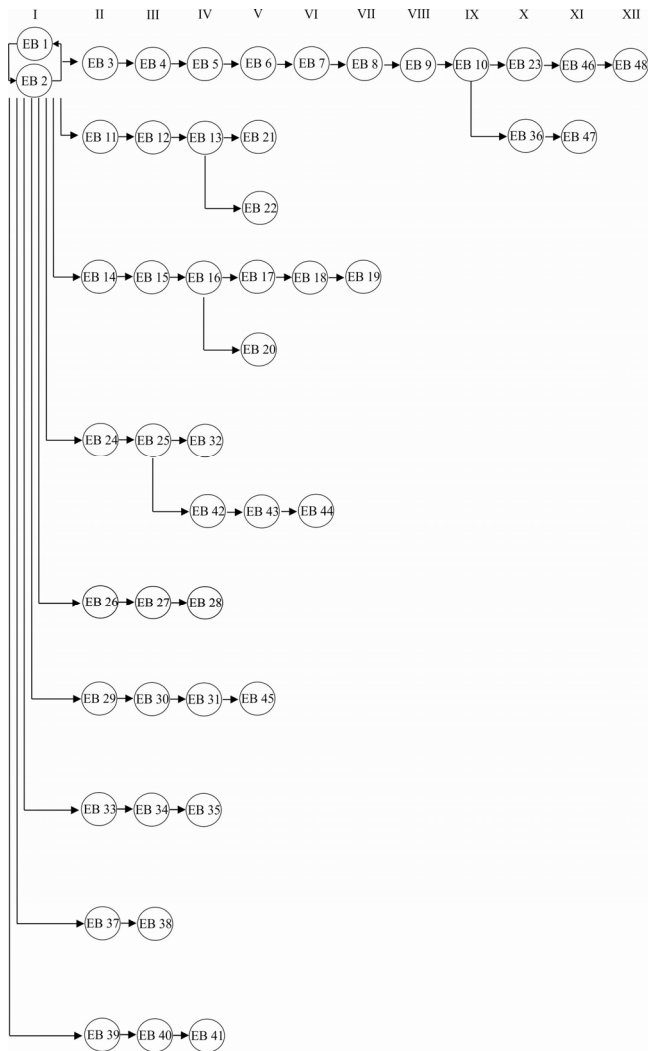 I II III IV V VI VII VIII IX X XI XII
EB 1
EB 2
EB 3 EB 4 EB 5 EB 6 EB 7 EB 8 EB 9 EB 10 EB 23 EB 46 EB 48
EB 11 EB 12 EB 13 EB 21 EB 36 EB 47
EB 22
EB 14 EB 15 EB 16 EB 17 EB 18 EB 19
EB 20
EB 24 EB 25 EB 32
EB 42 EB 43 EB 44
EB 26 EB 27 EB 28
EB 29 EB 30 EB 31 EB 45
EB 33 EB 34 EB 35
EB 37 EB 38
EB 39 EB 40 EB 41